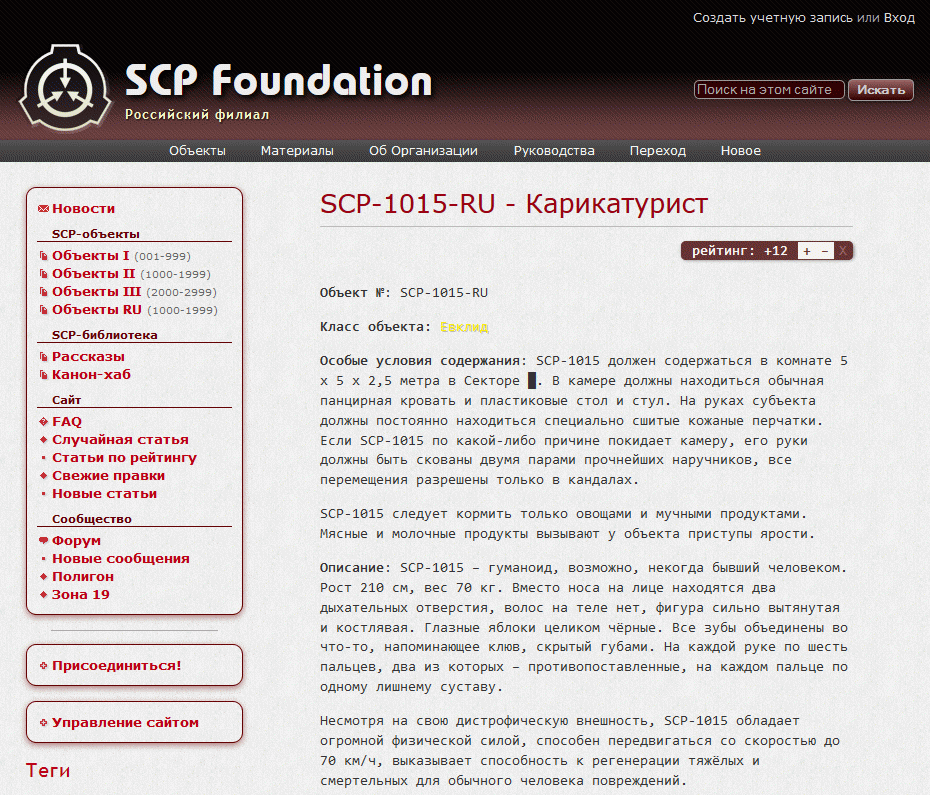 Создать учетную запись или Вход
SCP Foundation
Российский филиал
Поиск на этом сайте Искать
Объекты Материалы Об Организации Руководства Переход Новое
Новости
SCP-объекты
Объекты I (001-999)
Объекты II (1000-1999)
Объекты III (2000-2999)
Объекты RU (1000-1999)
SCP-библиотека
Рассказы
Канон-хаб
Сайт
FAQ
Случайная статья
Статьи по рейтингу
Свежие правки
Новые статьи
Сообщество
Форум
Новые сообщения
Полигон
Зона 19
Присоединиться!
Управление сайтом
Теги
SCP-1015-RU - Карикатурист
рейтинг: +12 + – X
Объект №: SCP-1015-RU
Класс объекта: Евклид
Особые условия содержания: SCP-1015 должен содержаться в комнате 5
х 5 х 2,5 метра в Секторе █. В камере должны находиться обычная
панцирная кровать и пластиковые стол и стул. На руках субъекта
должны постоянно находиться специально сшитые кожаные перчатки.
Если SCP-1015 по какой-либо причине покидает камеру, его руки
должны быть скованы двумя парами прочнейших наручников, все
перемещения разрешены только в кандалах.
SCP-1015 следует кормить только овощами и мучными продуктами.
Мясные и молочные продукты вызывают у объекта приступы ярости.
Описание: SCP-1015 – гуманоид, возможно, некогда бывший человеком.
Рост 210 см, вес 70 кг. Вместо носа на лице находятся два
дыхательных отверстия, волос на теле нет, фигура сильно вытянутая
и костлявая. Глазные яблоки целиком чёрные. Все зубы объединены во
что-то, напоминающее клюв, скрытый губами. На каждой руке по шесть
пальцев, два из которых – противопоставленные, на каждом пальце по
одному лишнему суставу.
Несмотря на свою дистрофическую внешность, SCP-1015 обладает
огромной физической силой, способен передвигаться со скоростью до
70 км/ч, выказывает способность к регенерации тяжёлых и
смертельных для обычного человека повреждений.